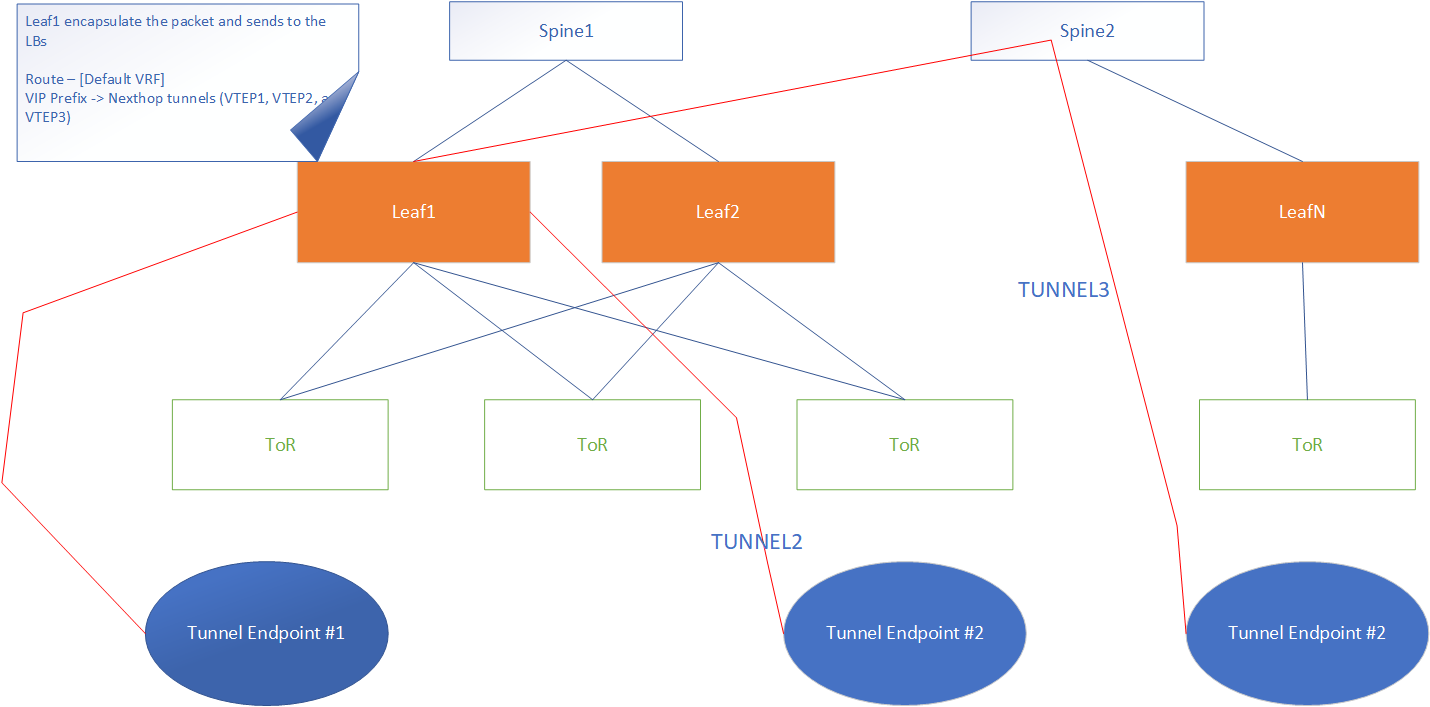 Leaf1 encapsulate the packet and sends to the
LBs
Route – [Default VRF]
VIP Prefix -> Nexthop tunnels (VTEP1, VTEP2,
VTEP3)
Spine1
Spine2
Leaf1
Leaf2
LeafN
TUNNEL3
ToR
ToR
ToR
ToR
TUNNEL2
Tunnel Endpoint #1
Tunnel Endpoint #2
Tunnel Endpoint #2